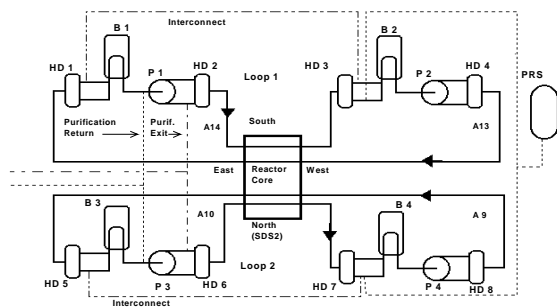 Interconnect
B 1
B 2
HD 1
P 1
HD 2
HD 3
P 2
HD 4
PRS
Loop 1
Purification
Return
Purif.
Exit
A14
South
A13
East
Reactor
Core
West
B 3
A10
North
(SDS2)
B 4
A 9
HD 5
P 3
HD 6
Loop 2
HD 7
P 4
HD 8
Interconnect